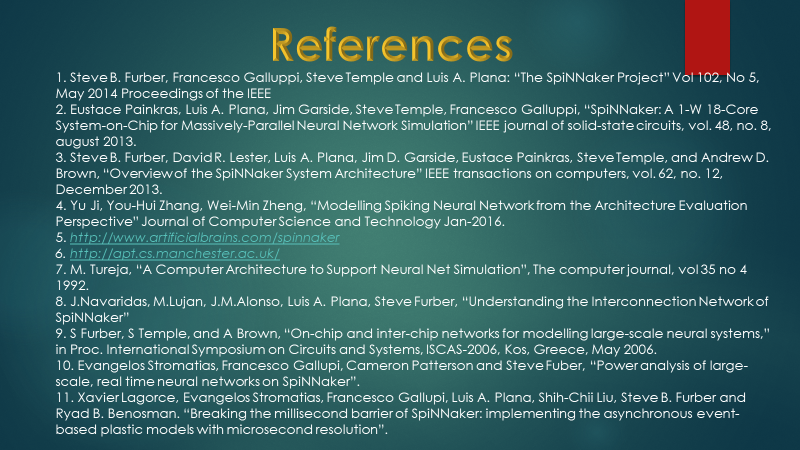 References
1. Steve B. Furber, Francesco Galluppi, Steve Temple and Luis A. Plana: “The SpiNNaker Project” Vol 102, No 5,
May 2014 Proceedings of the IEEE
2. Eustace Painkras, Luis A. Plana, Jim Garside, Steve Temple, Francesco Galluppi, “SpiNNaker: A 1-W 18-Core
System-on-Chip for Massively-Parallel Neural Network Simulation” IEEE journal of solid-state circuits, vol. 48, no. 8,
august 2013.
3. Steve B. Furber, David R. Lester, Luis A. Plana, Jim D. Garside, Eustace Painkras, Steve Temple, and Andrew D.
Brown, “Overview of the SpiNNaker System Architecture” IEEE transactions on computers, vol. 62, no. 12,
December 2013.
4. Yu Ji, You-Hui Zhang, Wei-Min Zheng, “Modelling Spiking Neural Network from the Architecture Evaluation
Perspective” Journal of Computer Science and Technology Jan-2016.
5. http://www.artificialbrains.com/spinnaker
6. http://apt.cs.manchester.ac.uk/
7. M. Tureja, “A Computer Architecture to Support Neural Net Simulation”, The computer journal, vol 35 no 4
1992.
8. J.Navaridas, M.Lujan, J.M.Alonso, Luis A. Plana, Steve Furber, “Understanding the Interconnection Network of
SpiNNaker”
9. S Furber, S Temple, and A Brown, “On-chip and inter-chip networks for modelling large-scale neural systems,”
in Proc. International Symposium on Circuits and Systems, ISCAS-2006, Kos, Greece, May 2006.
10. Evangelos Stromatias, Francesco Gallupi, Cameron Patterson and Steve Fuber, “Power analysis of large-
scale, real time neural networks on SpiNNaker”.
11. Xavier Lagorce, Evangelos Stromatias, Francesco Gallupi, Luis A. Plana, Shih-Chii Liu, Steve B. Furber and
Ryad B. Benosman. “Breaking the millisecond barrier of SpiNNaker: implementing the asynchronous event-
based plastic models with microsecond resolution”.